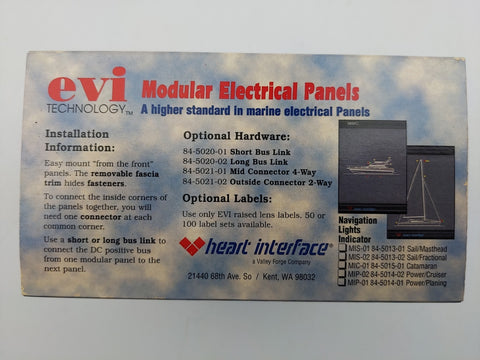 evi
TECHNOLOGY™
Modular Electrical Panels
A higher standard in marine electrical Panels
Installation
Information:
Easy mount "from the front"
panels. The removable fascia
trim hides fasteners.
To connect the inside corners of
the panels together, you will
need one connector at each
common corner.
Use a short or long bus link to
connect the DC positive bus
from one modular panel to the
next panel.
Optional Hardware:
84-5020-01 Short Bus Link
84-5020-02 Long Bus Link
84-5021-01 Mid Connector 4-Way
84-5021-02 Outside Connector 2-Way
Optional Labels:
Use only EVI raised lens labels. 50 or
100 label sets available.
heart interface®
a Valley Forge Company
21440 68th Ave. So / Kent, WA 98032
Navigation
Lights
Indicator
MIS-01 84-5013-01 Sail/Masthead
MIS-02 84-5013-02 Sail/Fractional
MIC-01 84-5015-01 Catamaran
MIP-02 84-5014-02 Power/Cruiser
MIP-01 84-5014-01 Power/Planing